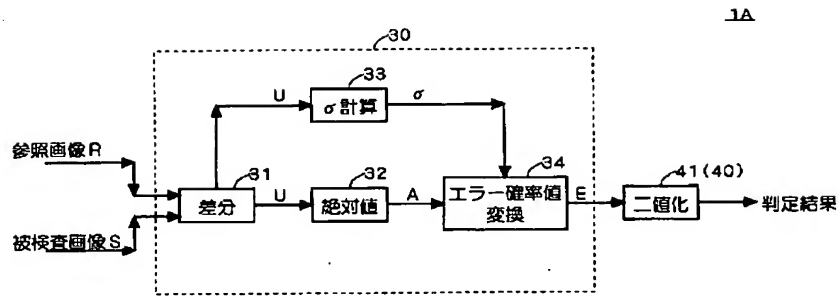 1A
30
33
U
σ計算
σ
参照画像R
31
32
34
差分
U
絶対値
A
エラー確率値
変換
E
41(40)
二値化
判定結果
被検査画像S